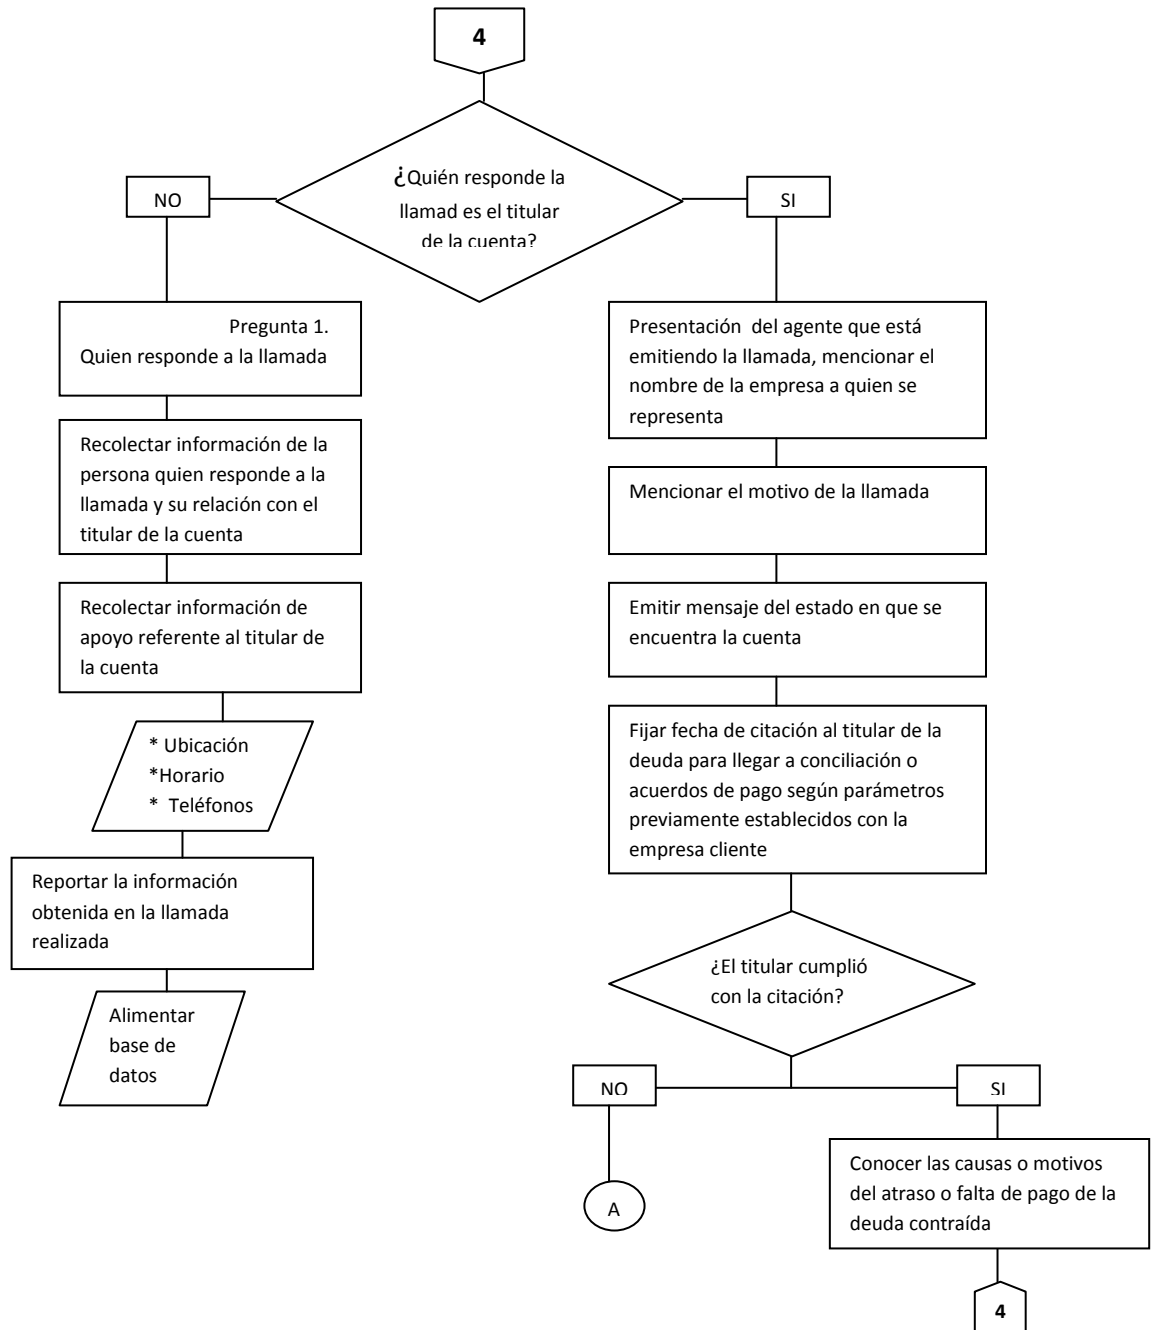 4
¿Quién responde la
llamad es el titular
de la cuenta?
NO
SI
Pregunta 1.
Quien responde a la llamada
Recolectar información de la
persona quien responde a la
llamada y su relación con el
titular de la cuenta
Recolectar información de
apoyo referente al titular de
la cuenta
* Ubicación
*Horario
* Teléfonos
Reportar la información
obtenida en la llamada
realizada
Alimentar
base de
datos
Presentación  del agente que está
emitiendo la llamada, mencionar el
nombre de la empresa a quien se
representa
Mencionar el motivo de la llamada
Emitir mensaje del estado en que se
encuentra la cuenta
Fijar fecha de citación al titular de la
deuda para llegar a conciliación o
acuerdos de pago según parámetros
previamente establecidos con la
empresa cliente
¿El titular cumplió
con la citación?
NO
SI
A
Conocer las causas o motivos
del atraso o falta de pago de la
deuda contraída
4